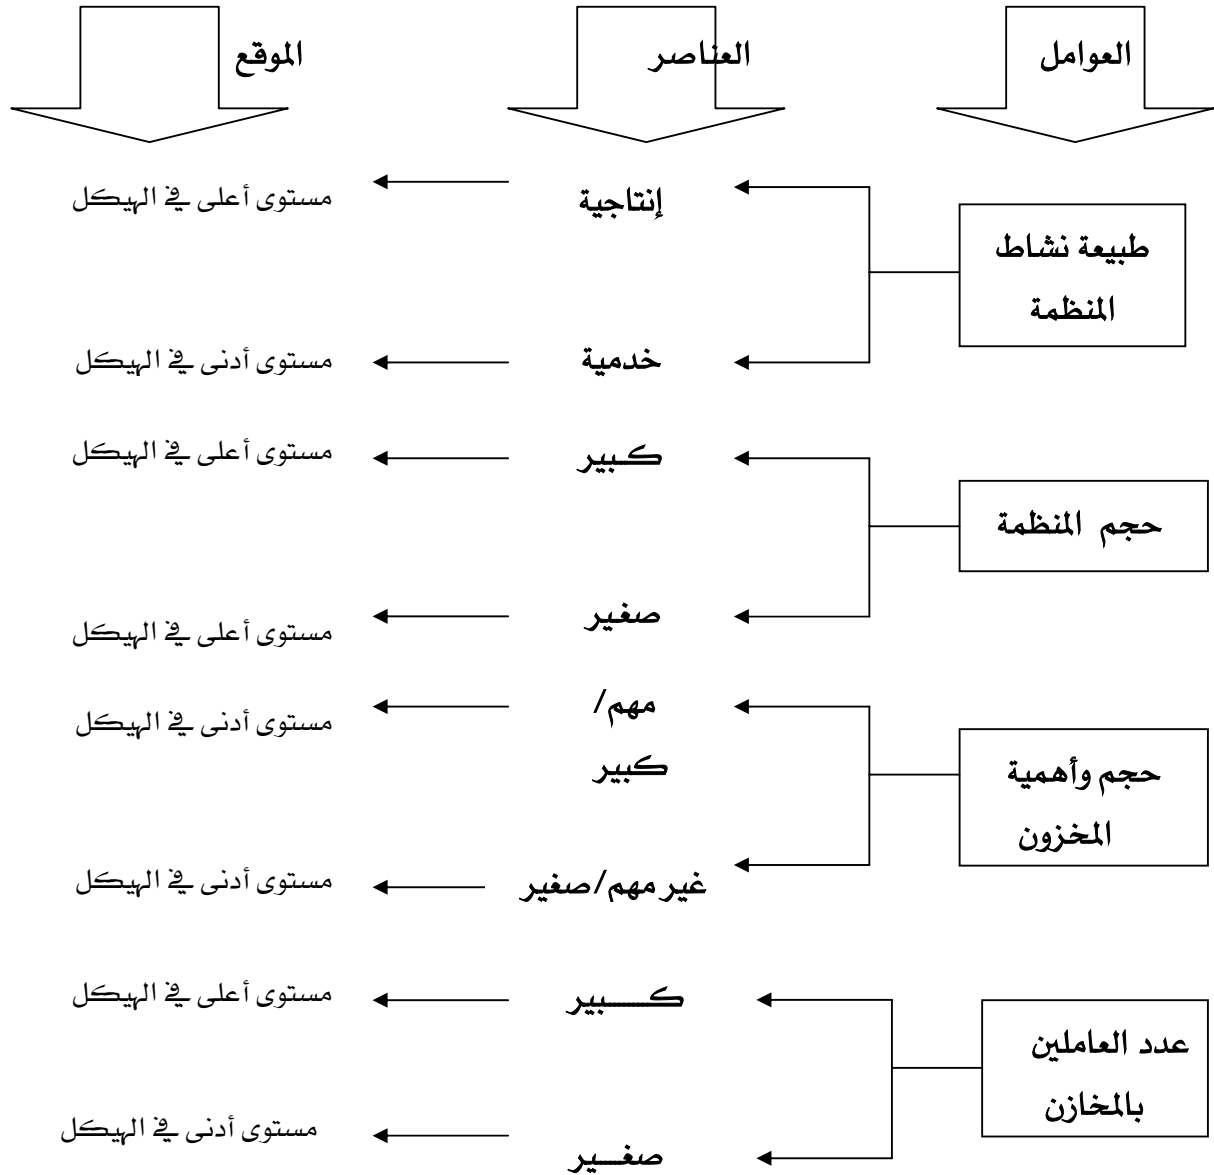 العوامل
العناصر
الموقع
طبيعة نشاط
المنظمة
إنتاجية
مستوى أعلى في الهيكل
خدمية
مستوى أدنى في الهيكل
حجم المنظمة
كبير
مستوى أعلى في الهيكل
صغير
مستوى أعلى في الهيكل
حجم وأهمية
المخزون
مهم/
كبير
مستوى أدنى في الهيكل
غير مهم/صغير
مستوى أدنى في الهيكل
عدد العاملين
بالمخازن
كـــبير
مستوى أعلى في الهيكل
صغـــير
مستوى أدنى في الهيكل